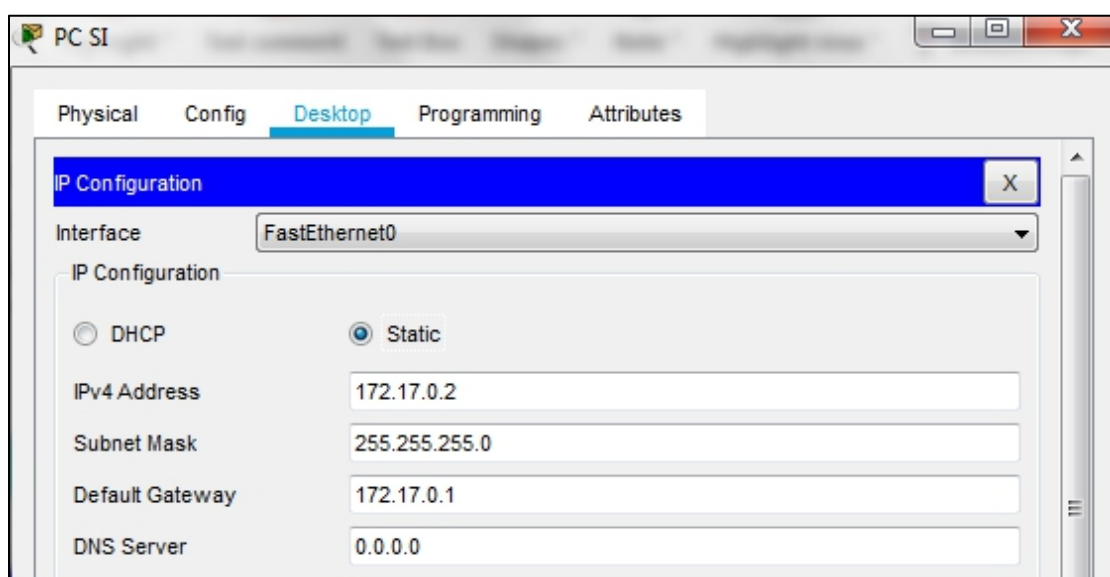 PC SI
Physical Config Desktop Programming Attributes
IP Configuration X
Interface FastEthernet0
IP Configuration
DHCP Static
IPv4 Address 172.17.0.2
Subnet Mask 255.255.255.0
Default Gateway 172.17.0.1
DNS Server 0.0.0.0